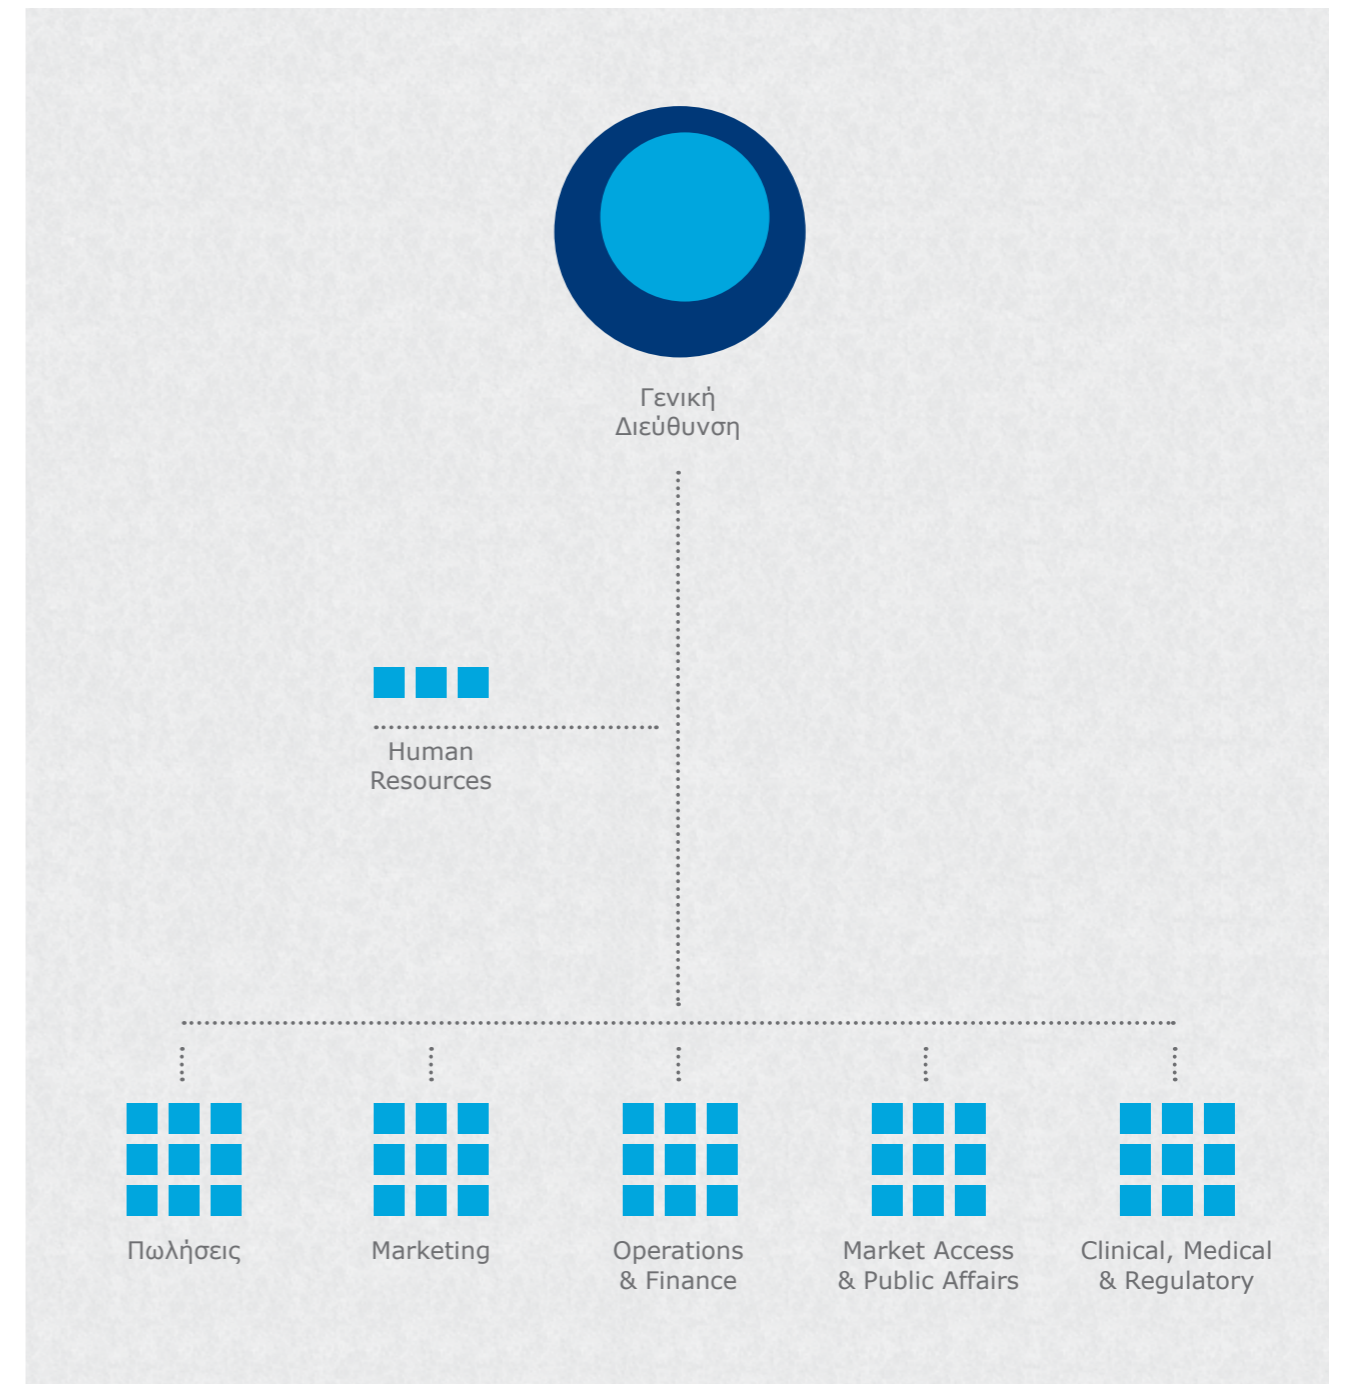 Γενική
Διεύθυνση
Human
Resources
Πωλήσεις
Marketing
Operations
& Finance
Market Access
& Public Affairs
Clinical, Medical
& Regulatory